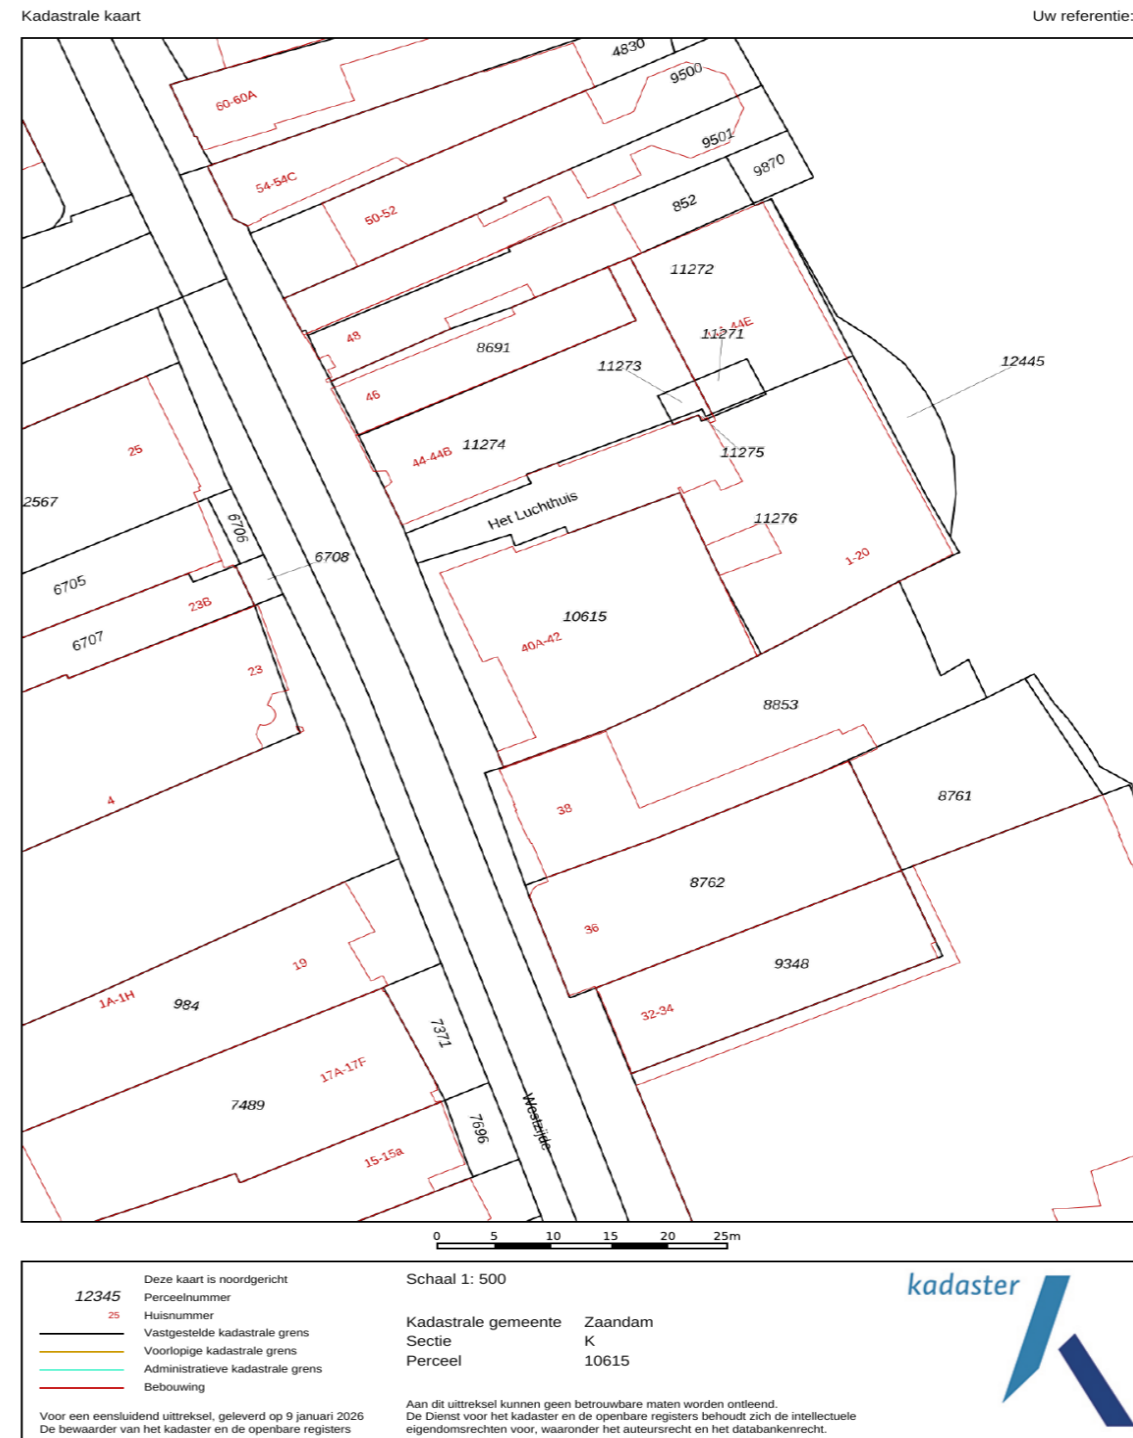 Kadastrale kaart
Uw referentie:
4830
9500
60-60A
9501
9870
54-54C
852
50-52
11272
48
44E
11271
8691
11273
12445
46
25
11274
44-44B
11275
2567
Het Luchthuis
11276
6706
6708
1-20
6705
23B
10615
6707
40A-42
23
8853
4
38
8761
8762
36
19
9348
1A-1H
984
32-34
7371
17A-17F
7489
Westzijde
7696
15-15a
0 5 10 15 20 25m
Deze kaart is noordgericht
12345 Perceelnummer
25 Huisnummer
Vastgestelde kadastrale grens
Voorlopige kadastrale grens
Administratieve kadastrale grens
Bebouwing
Voor een eensluidend uittreksel, geleverd op 9 januari 2026
De bewaarder van het kadaster en de openbare registers
Schaal 1: 500
Kadastrale gemeente Zaandam
Sectie K
Perceel 10615
Aan dit uittreksel kunnen geen betrouwbare maten worden ontleend.
De Dienst voor het kadaster en de openbare registers behoudt zich de intellectuele
eigendomsrechten voor, waaronder het auteursrecht en het databankenrecht.
kadaster